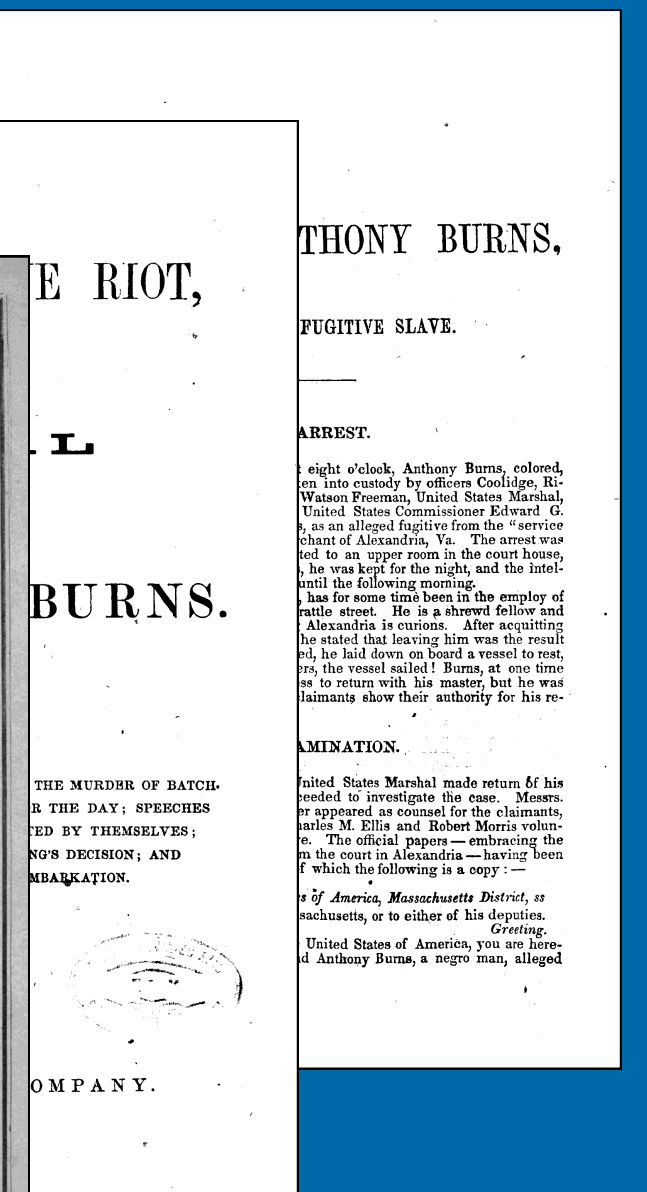 E RIOT,
L
BURNS.
THE MURDER OF BATCH-
R THE DAY; SPEECHES
TED BY THEMSELVES;
NG'S DECISION; AND
MBARKATION.
OMPANY.
THONY BURNS,
FUGITIVE SLAVE.
ARREST.
eight o'clock, Anthony Burns, colored,
en into custody by officers Coolidge, Ri-
Watson Freeman, United States Marshal,
United States Commissioner Edward G.
s, as an alleged fugitive from the "service
chant of Alexandria, Va. The arrest was
ted to an upper room in the court house,
, he was kept for the night, and the intel-
until the following morning.
, has for some time been in the employ of
rattle street. He is a shrewd fellow and
Alexandria is curions. After acquitting
he stated that leaving him was the result
ed, he laid down on board a vessel to rest,
ers, the vessel sailed! Burns, at one time
ss to return with his master, but he was
laimants show their authority for his re-
AMINATION.
United States Marshal made return of his
ceeded to investigate the case. Messrs.
er appeared as counsel for the claimants,
arles M. Ellis and Robert Morris volun-
e. The official papers — embracing the
m the court in Alexandria — having been
f which the following is a copy : —
s of America, Massachusetts District, ss
sachusetts, or to either of his deputies.
Greeting.
United States of America, you are here-
d Anthony Burns, a negro man, alleged